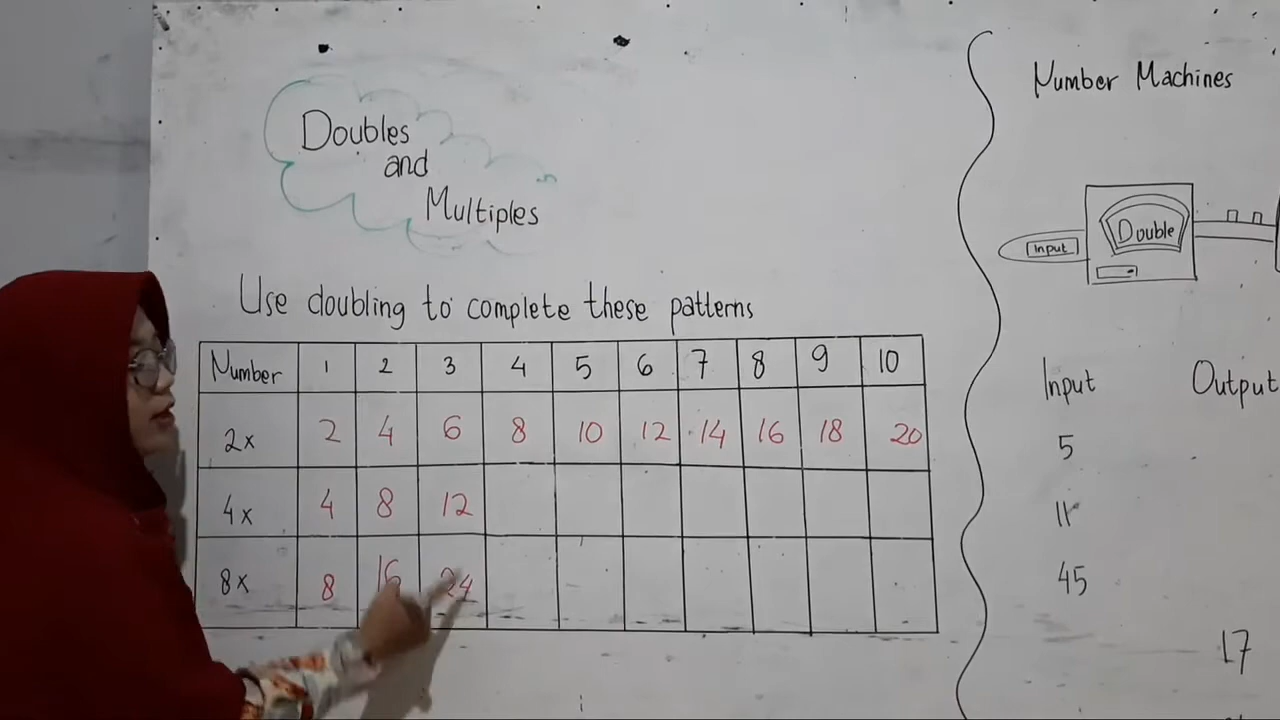 Doubles
and
Multiples
Use doubling to complete these patterns
Number 1 2 3 4 5 6 7 8 9 10
2x 2 4 6 8 10 12 14 16 18 20
4x 4 8 12
8x 8 16 24
Number Machines
Input
Double
Input Output
5
11
45
17